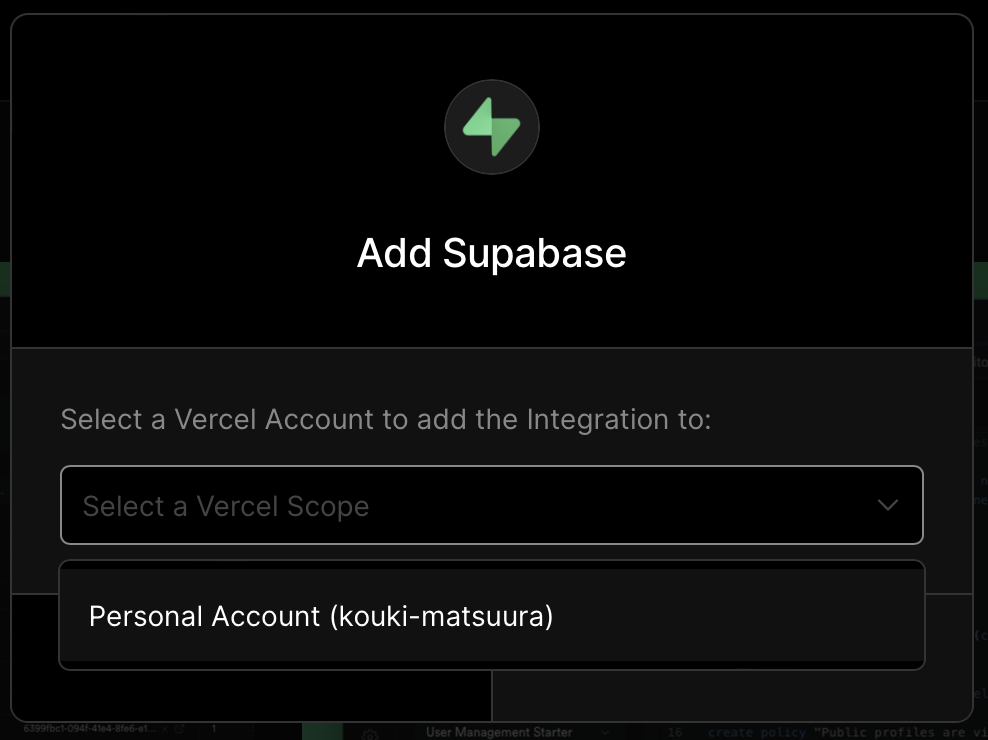 Add Supabase
Select a Vercel Account to add the Integration to:
Select a Vercel Scope
Personal Account (kouki-matsuura)
6399fbc1-094f-41e4-8fe6-e1... 1
User Management Starter
16 create policy "Public profiles are vi